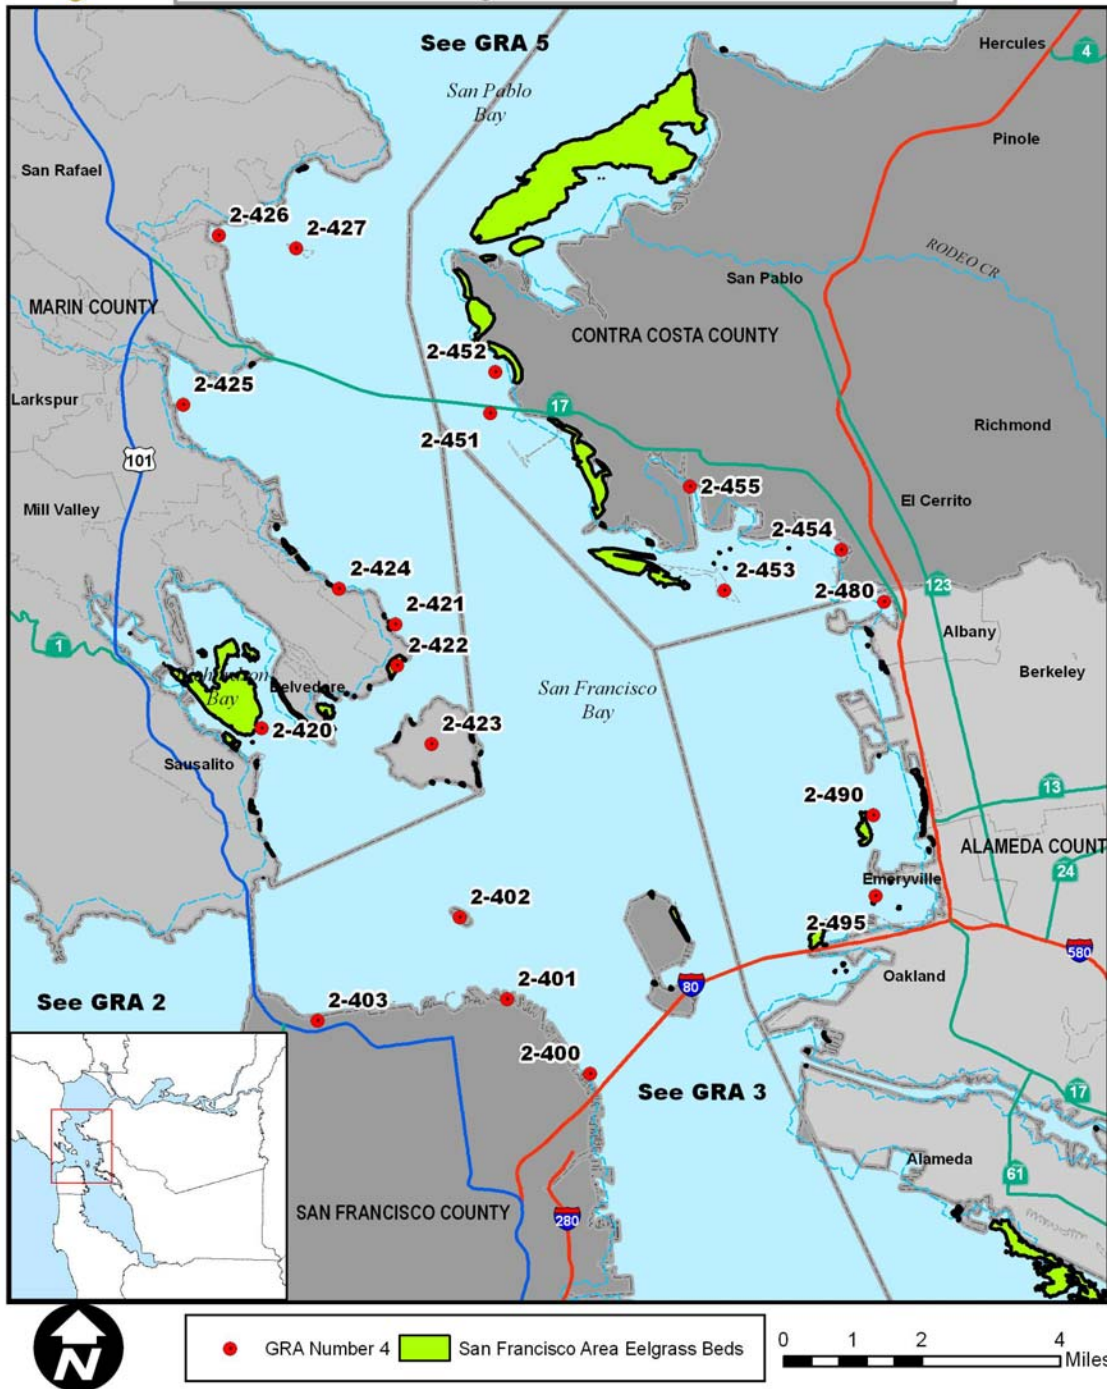 See GRA 5
Hercules
4
San Pablo
Bay
Pinole
San Rafael
2-426
2-427
RODEO CR
San Pablo
MARIN COUNTY
CONTRA COSTA COUNTY
2-452
2-425
Larkspur
17
2-451
Richmond
101
2-455
El Cerrito
Mill Valley
2-454
2-424
2-453
2-480
123
2-421
Albany
1
2-422
Berkeley
Bay
Belvedere
San Francisco
Bay
2-420
2-423
Sausalito
13
2-490
ALAMEDA COUNT
24
Emeryville
2-402
2-495
580
Oakland
80
See GRA 2
2-401
2-403
2-400
See GRA 3
17
Alameda
61
SAN FRANCISCO COUNTY
280
N
GRA Number 4
San Francisco Area Eelgrass Beds
0 1 2 4
Miles